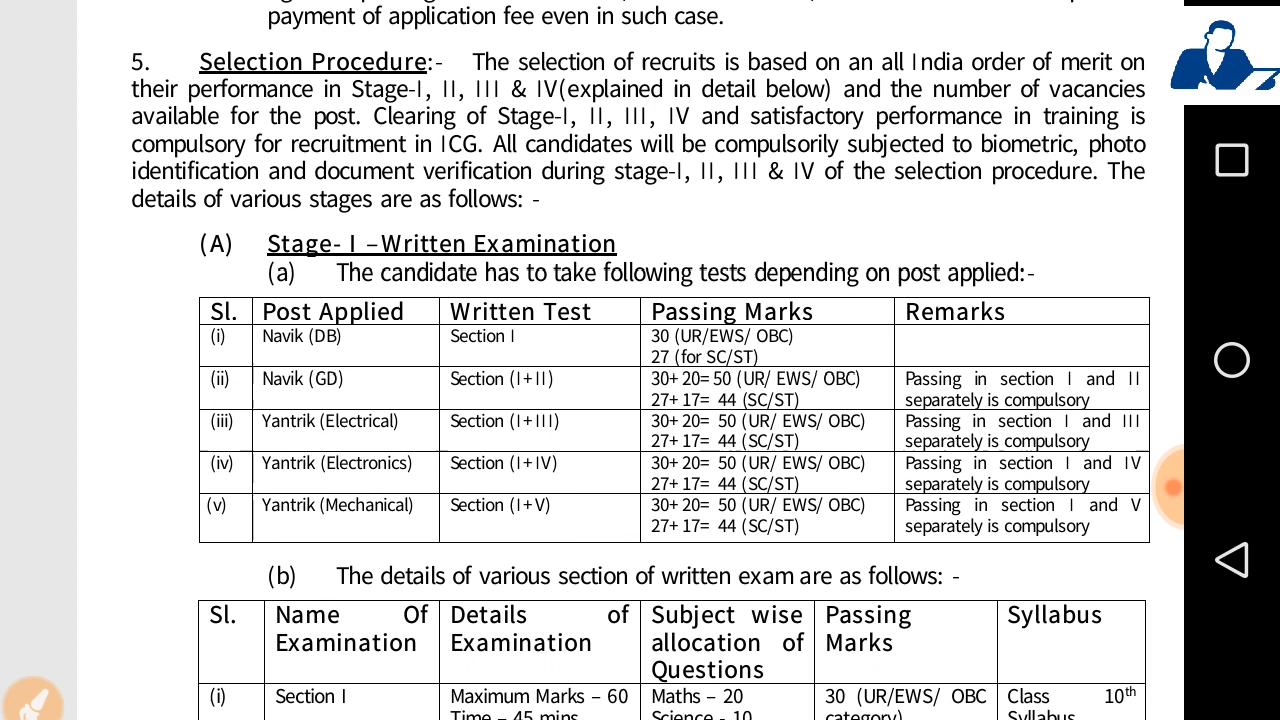 payment of application fee even in such case.
5. Selection Procedure:- The selection of recruits is based on an all India order of merit on
their performance in Stage-I, II, III & IV(explained in detail below) and the number of vacancies
available for the post. Clearing of Stage-I, II, III, IV and satisfactory performance in training is
compulsory for recruitment in ICG. All candidates will be compulsorily subjected to biometric, photo
identification and document verification during stage-I, II, III & IV of the selection procedure. The
details of various stages are as follows: -
(A) Stage- I –Written Examination
(a) The candidate has to take following tests depending on post applied:-
Sl. Post Applied Written Test Passing Marks Remarks
(i) Navik (DB) Section I 30 (UR/EWS/ OBC)
27 (for SC/ST)
(ii) Navik (GD) Section (I+II) 30+20=50 (UR/ EWS/ OBC) Passing in section I and II
27+17= 44 (SC/ST) separately is compulsory
(iii) Yantrik (Electrical) Section (I+III) 30+20= 50 (UR/ EWS/ OBC) Passing in section I and III
27+17= 44 (SC/ST) separately is compulsory
(iv) Yantrik (Electronics) Section (I+IV) 30+20= 50 (UR/ EWS/ OBC) Passing in section I and IV
27+17= 44 (SC/ST) separately is compulsory
(v) Yantrik (Mechanical) Section (I+V) 30+20= 50 (UR/ EWS/ OBC) Passing in section I and V
27+17= 44 (SC/ST) separately is compulsory
(b) The details of various section of written exam are as follows: -
Sl. Name Of Details of Subject wise Passing Syllabus
Examination Examination allocation of Marks
Questions
(i) Section I Maximum Marks – 60 Maths – 20 30 (UR/EWS/ OBC Class 10th
Time – 45 mins Science - 10 category) Syllabus